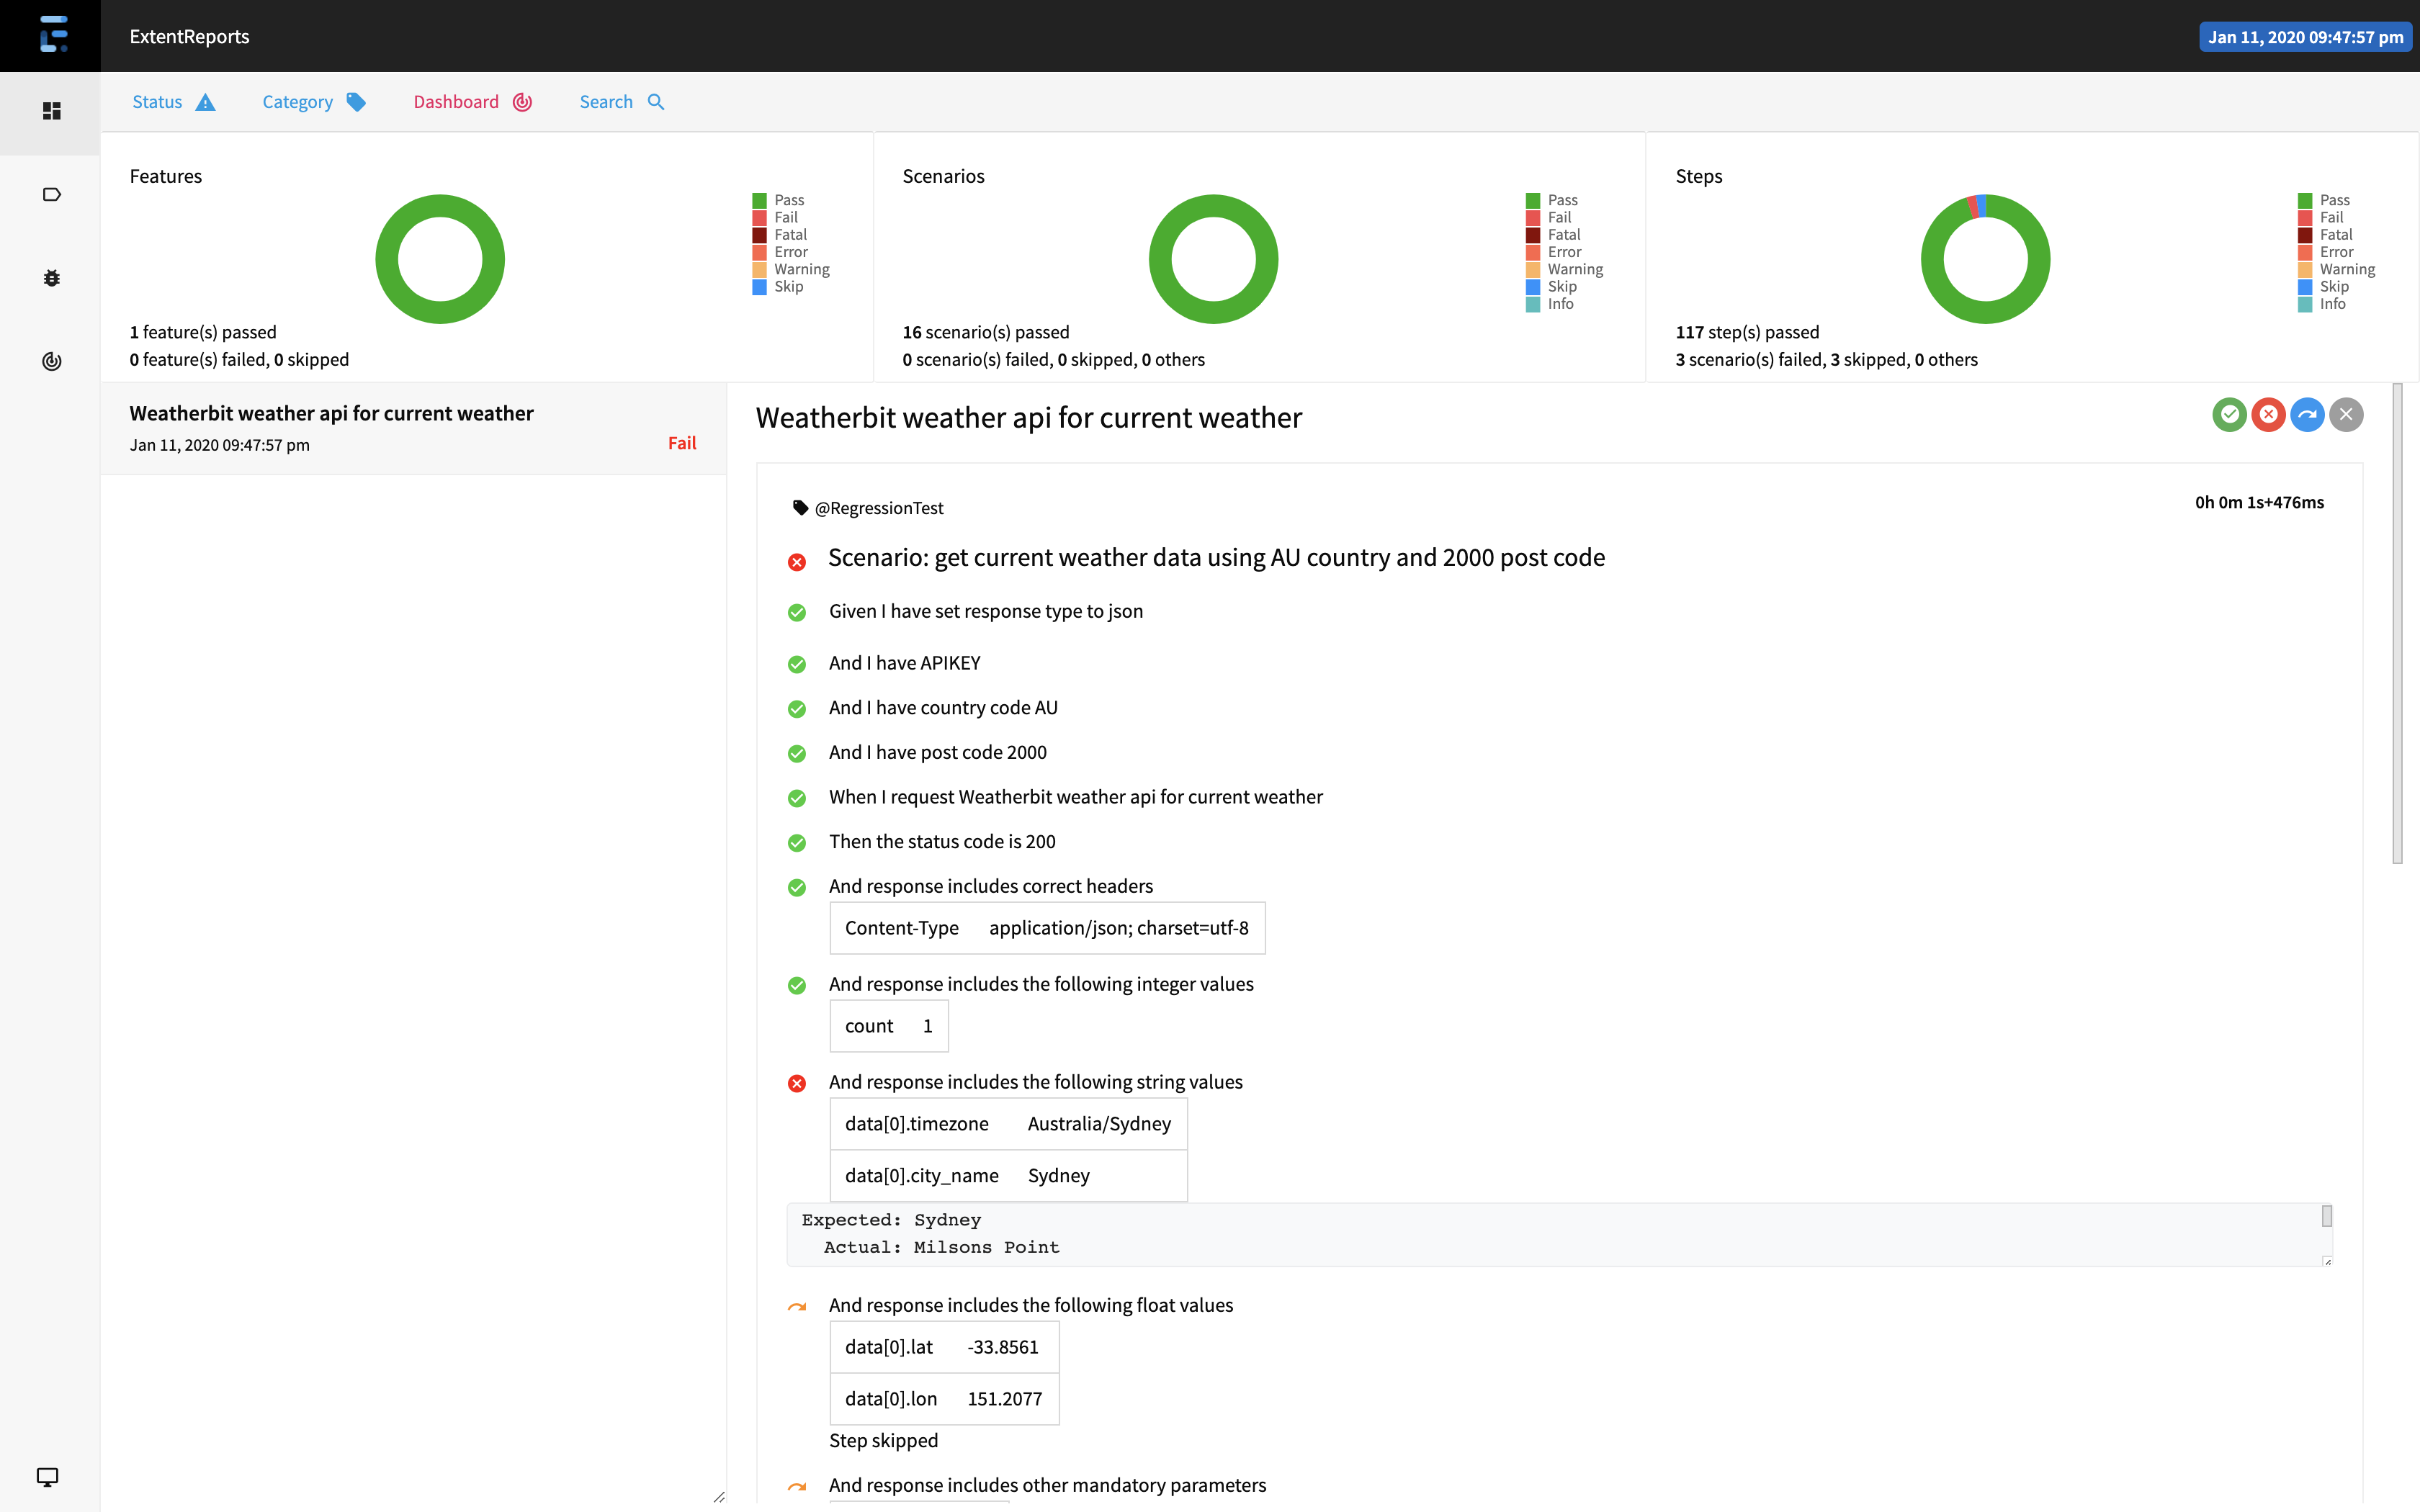 ExtentReports
Jan 11, 2020 09:47:57 pm
Status
Category
Dashboard
Search
Features
Pass
Fail
Fatal
Error
Warning
Skip
1 feature(s) passed
0 feature(s) failed, 0 skipped
Scenarios
Pass
Fail
Fatal
Error
Warning
Skip
Info
16 scenario(s) passed
0 scenario(s) failed, 0 skipped, 0 others
Steps
Pass
Fail
Fatal
Error
Warning
Skip
Info
117 step(s) passed
3 scenario(s) failed, 3 skipped, 0 others
Weatherbit weather api for current weather
Jan 11, 2020 09:47:57 pm
Fail
Weatherbit weather api for current weather
@RegressionTest
0h 0m 1s+476ms
Scenario: get current weather data using AU country and 2000 post code
Given I have set response type to json
And I have APIKEY
And I have country code AU
And I have post code 2000
When I request Weatherbit weather api for current weather
Then the status code is 200
And response includes correct headers
Content-Type application/json; charset=utf-8
And response includes the following integer values
count 1
And response includes the following string values
data[0].timezone Australia/Sydney
data[0].city_name Sydney
Expected: Sydney
Actual: Milsons Point
And response includes the following float values
data[0].lat -33.8561
data[0].lon 151.2077
Step skipped
And response includes other mandatory parameters